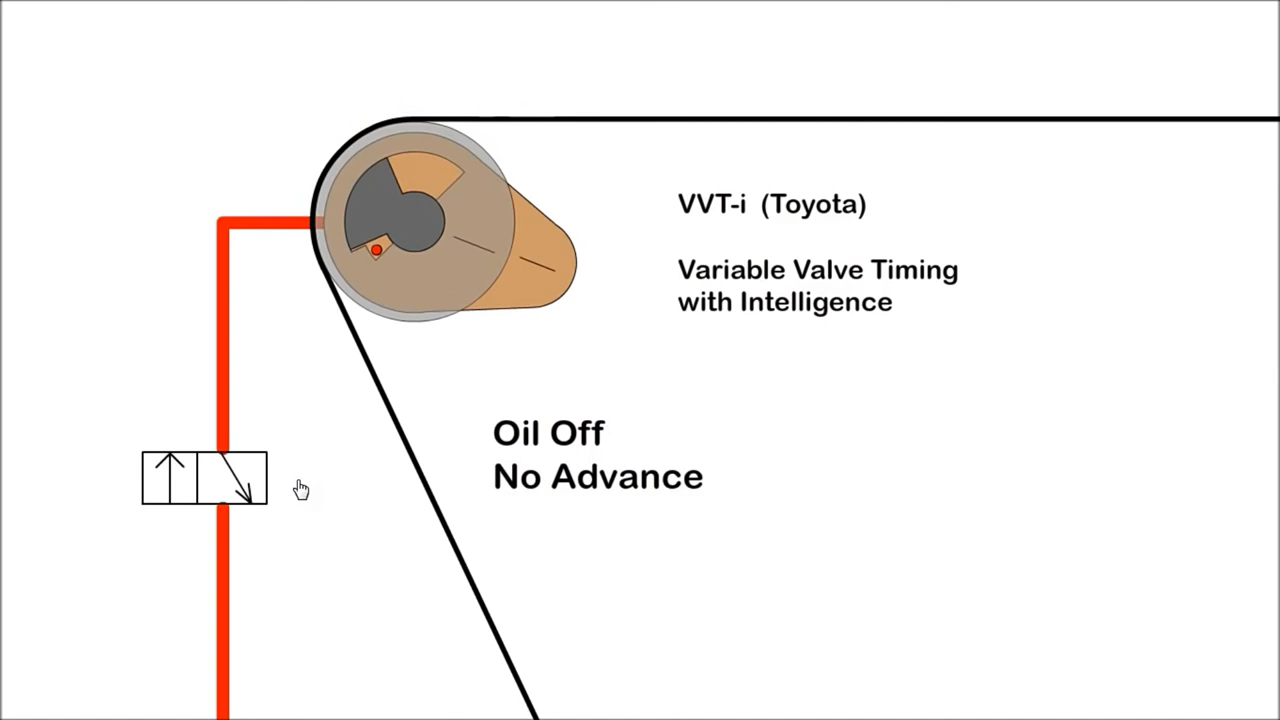 VVT-i (Toyota)
Variable Valve Timing
with Intelligence
Oil Off
No Advance